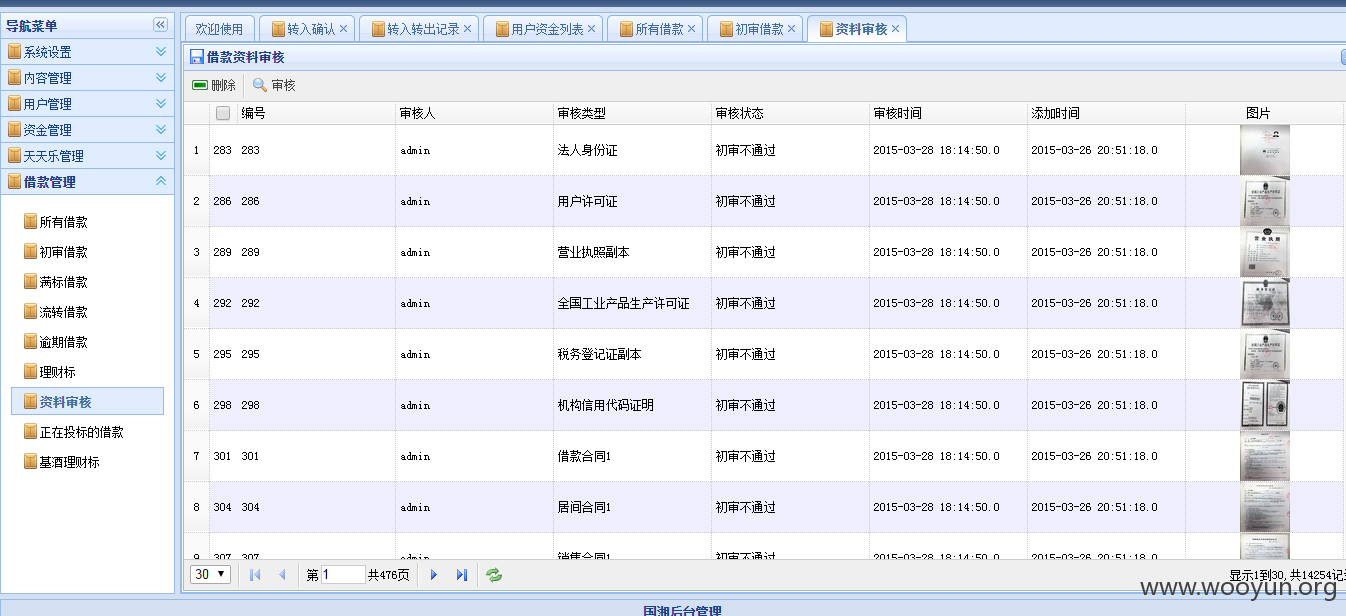 导航菜单
系统设置
内容管理
用户管理
资金管理
天天乐管理
借款管理
所有借款
初审借款
满标借款
流转借款
逾期借款
理财标
资料审核
正在投标的借款
基酒理财标
欢迎使用 转入确认 转入转出记录 用户资金列表 所有借款 初审借款 资料审核
借款资料审核
删除 审核
编号 审核人 审核类型 审核状态 审核时间 添加时间 图片
1 283 283 admin 法人身份证 初审不通过 2015-03-28 18:14:50.0 2015-03-26 20:51:18.0
2 286 286 admin 用户许可证 初审不通过 2015-03-28 18:14:50.0 2015-03-26 20:51:18.0
3 289 289 admin 营业执照副本 初审不通过 2015-03-28 18:14:50.0 2015-03-26 20:51:18.0
4 292 292 admin 全国工业产品生产许可证 初审不通过 2015-03-28 18:14:50.0 2015-03-26 20:51:18.0
5 295 295 admin 税务登记证副本 初审不通过 2015-03-28 18:14:50.0 2015-03-26 20:51:18.0
6 298 298 admin 机构信用代码证明 初审不通过 2015-03-28 18:14:50.0 2015-03-26 20:51:18.0
7 301 301 admin 借款合同1 初审不通过 2015-03-28 18:14:50.0 2015-03-26 20:51:18.0
8 304 304 admin 居间合同1 初审不通过 2015-03-28 18:14:50.0 2015-03-26 20:51:18.0
9 307 307 admin 销售合同1 初审不通过 2015-03-28 18:14:50.0 2015-03-26 20:51:18.0
30 第 1 共476页 显示1到30, 共14254记
www.wooyun.org
国湘后台管理